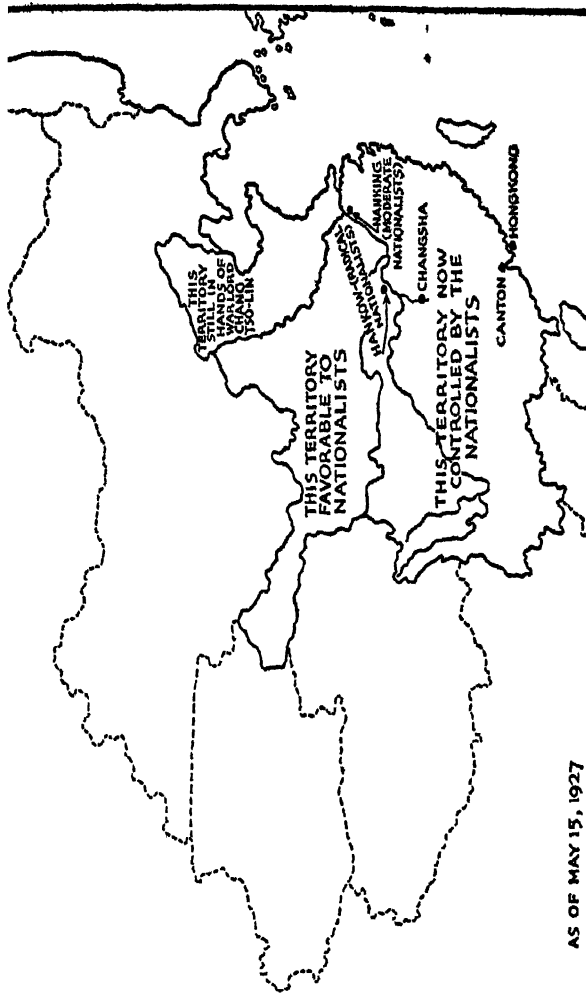 THIS
TERRITORY
STILL IN
HANDS OF
WARLORD
CHANG
TSO-LIN
THIS TERRITORY
FAVORABLE TO
NATIONALISTS
HANKOW (RADICAL
NATIONALISTS)
NANKING
(MODERATE
NATIONALISTS)
CHANGSHA
THIS TERRITORY NOW
CONTROLLED BY THE
NATIONALISTS
CANTON
HONGKONG
AS OF MAY 15, 1927